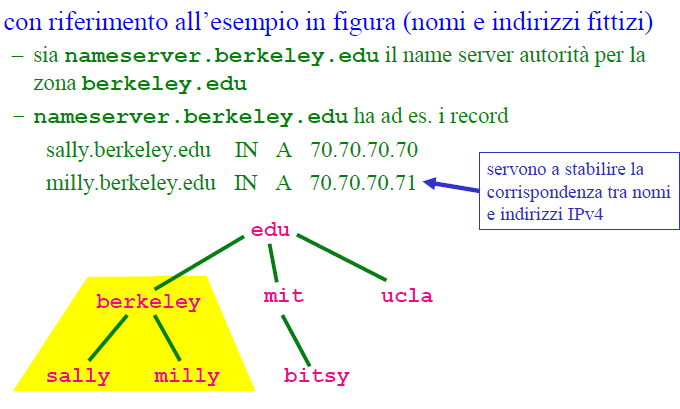 con riferimento all'esempio in figura (nomi e indirizzi fittizi)
– sia nameserver.berkeley.edu il name server autorità per la
zona berkeley.edu
– nameserver.berkeley.edu ha ad es. i record
sally.berkeley.edu IN A 70.70.70.70
milly.berkeley.edu IN A 70.70.70.71
servono a stabilire la
corrispondenza tra nomi
e indirizzi IPv4
edu
berkeley mit ucla
sally milly bitsy